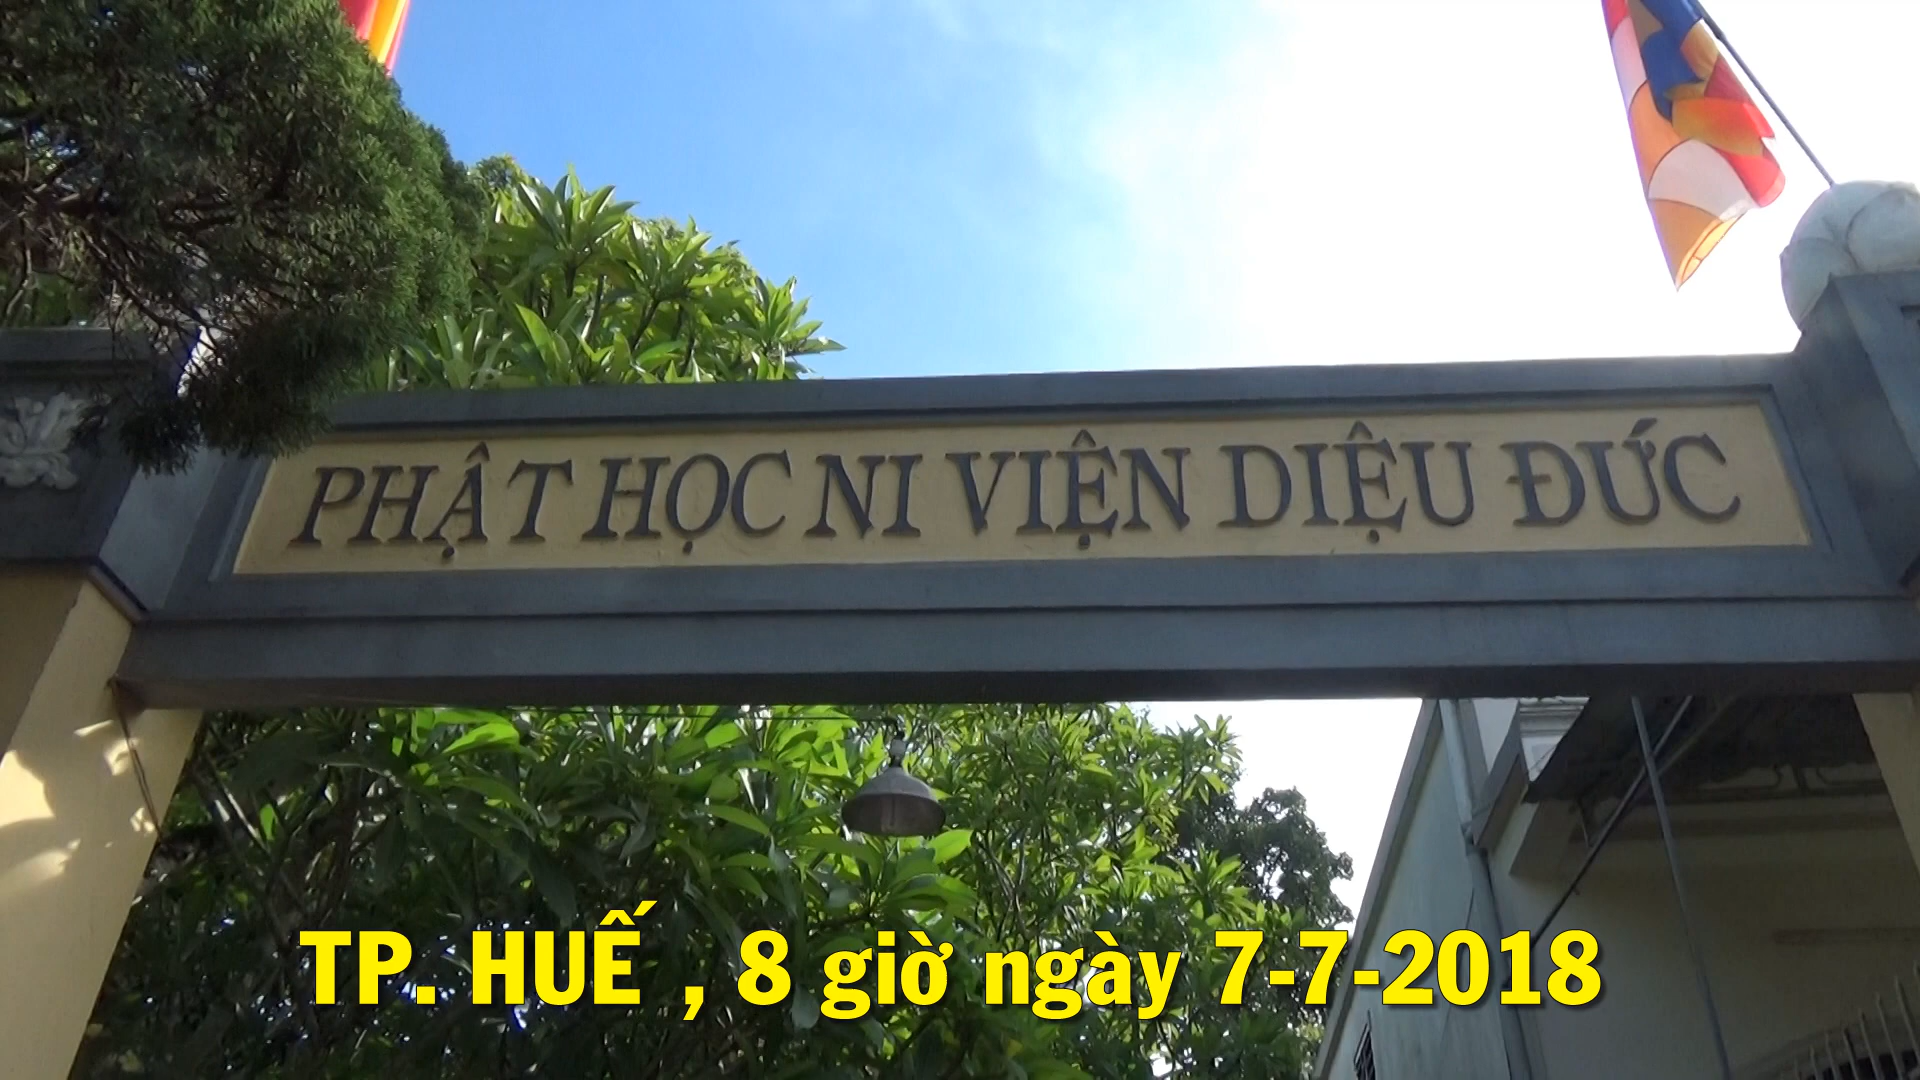 PHẬT HỌC NI VIỆN DIỆU ĐỨC
TP. HUẾ , 8 giờ ngày 7-7-2018